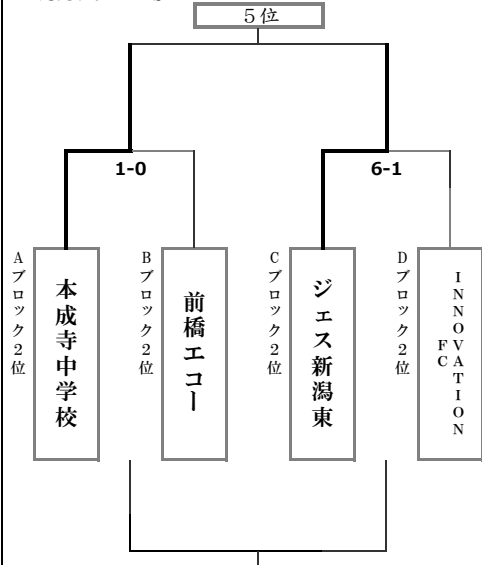 5位
1-0
6-1
Aブロック2位
本成寺中学校
Bブロック2位
前橋エコー
Cブロック2位
ジェス新潟東
Dブロック2位
INNOVATION
FC